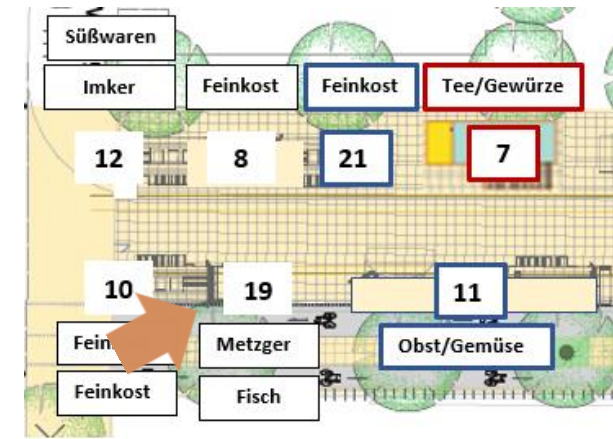 Süßwaren
Imker
Feinkost
Feinkost
Tee/Gewürze
12
8
21
7
10
19
11
Metzger
Obst/Gemüse
Feinkost
Fisch